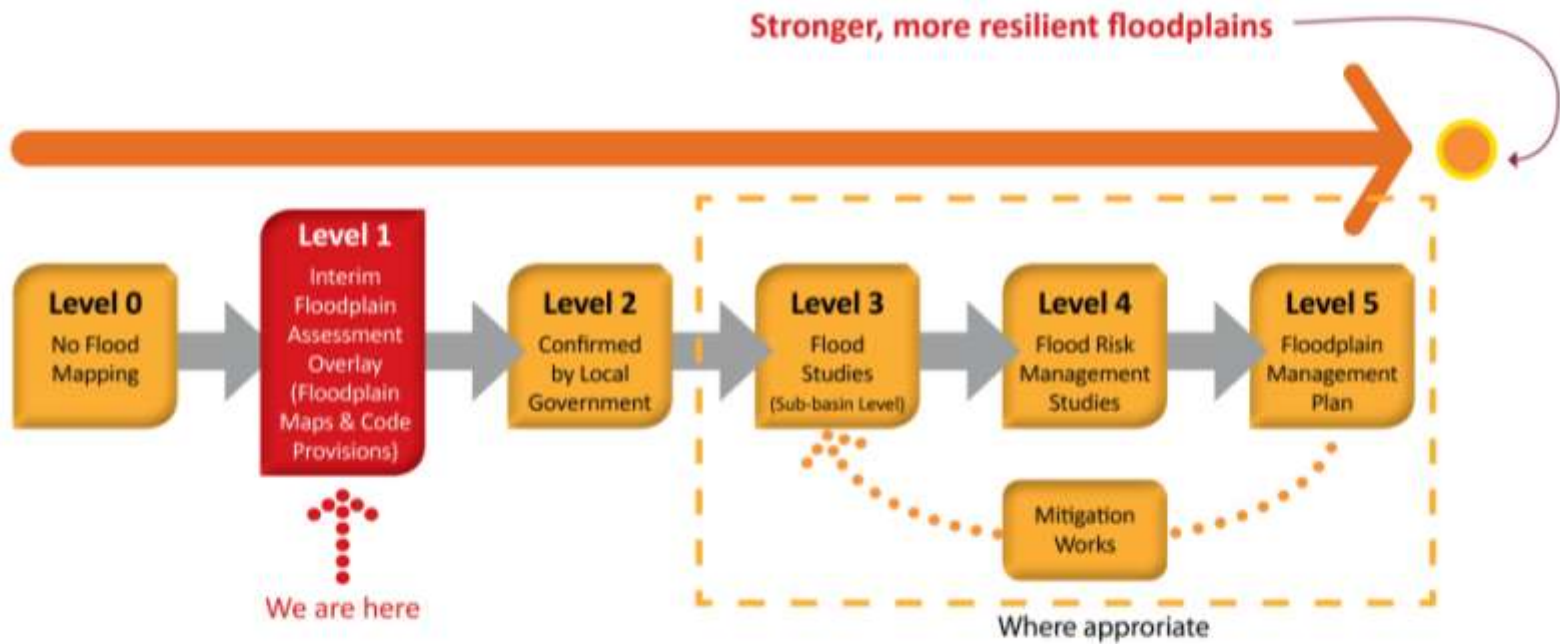 Stronger, more resilient floodplains
Level 0
No Flood
Mapping
Level 1
Interim
Floodplain
Assessment
Overlay
(Floodplain
Maps & Code
Provisions)
Level 2
Confirmed
by Local
Government
Level 3
Flood
Studies
(Sub-basin Level)
Level 4
Flood Risk
Management
Studies
Level 5
Floodplain
Management
Plan
Mitigation
Works
We are here
Where approriate